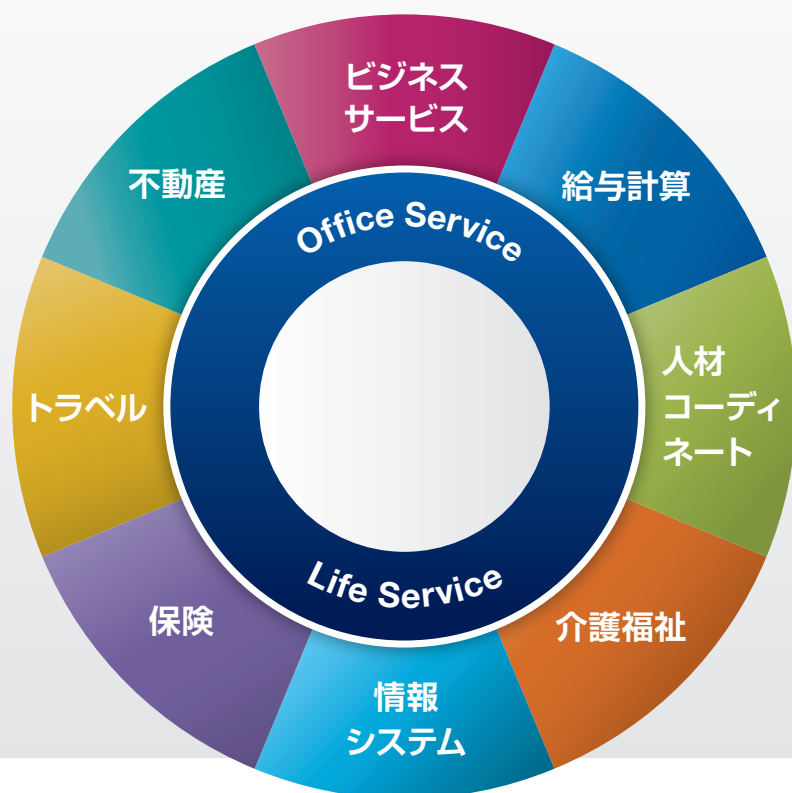 ビジネス
サービス
給与計算
人材
コーディ
ネート
介護福祉
情報
システム
保険
トラベル
不動産
Office Service
Life Service